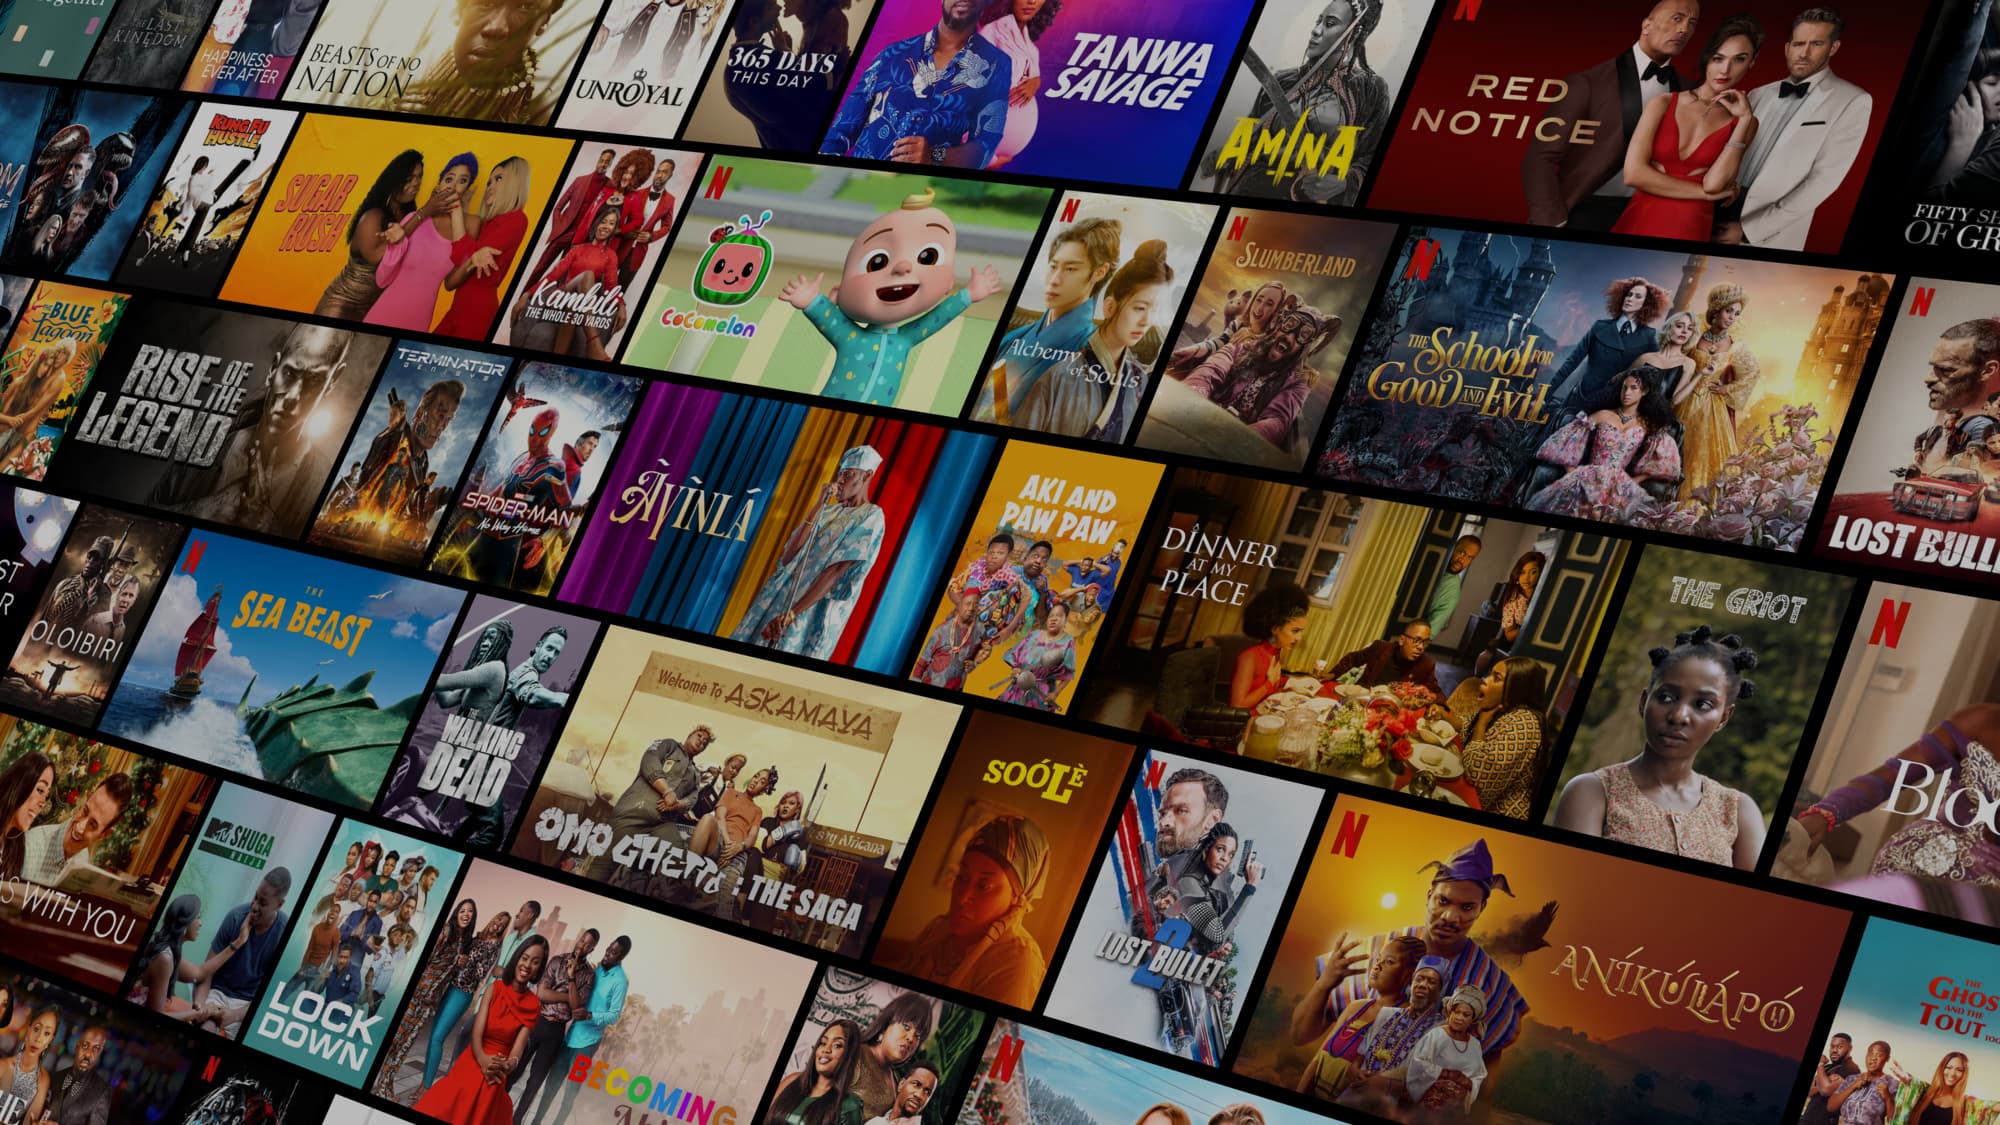 THE LAST
KINGDOM
HAPPINESS
EVER AFTER
BEASTS OF NO
NATION
UNROYAL
365 DAYS
THIS DAY
TANWA
SAVAGE
AMINA
N
RED
NOTICE
FIFTY
OF
KUNG FU
HUSTLE
SUGAR
RUSH
Kambili
THE WHOLE 30 YARDS
N
CoComelon
N
Alchemy
of Souls
N
SLUMBERLAND
N
THE
SCHOOL FOR
GOOD AND EVIL
N
LOST
THE
BLUE
Lagoon
RISE OF
THE
LEGEND
TERMINATOR
GENISYS
SPIDER-MAN
No Way Home
ÀYÌNLÁ
AKI AND
PAW PAW
DINNER
AT MY
PLACE
THE GRIOT
N
OLOIBIRI
N
THE
SEA BEAST
THE
WALKING
DEAD
Welcome To ASKAMAYA
OMO GHETTO : THE SAGA
SOÓLÈ
N
LOST BULLET
2
N
ANÍKÚLÁPÓ
WITH YOU
MTV SHUGA
NAIJA
LOCK
DOWN
BECOMING
N
N
THE
AND THE
TOUT
TOO